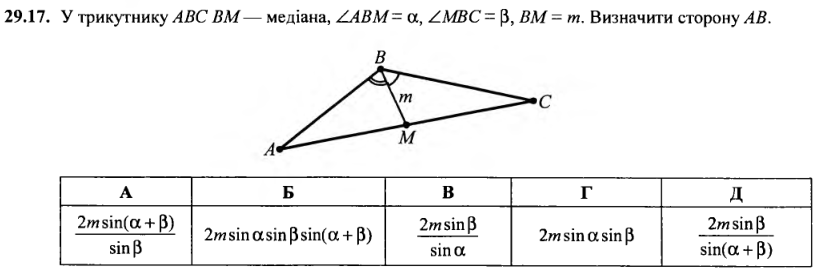 29.17. У трикутнику ABC BM — медіана, ∠ABM = α, ∠MBC = β, BM = m. Визначити сторону AB.
B
m
C
A
M
А Б В Г Д
2m sin(α + β) / sin β 2m sin α sin β sin(α + β) 2m sin β / sin α 2m sin α sin β 2m sin β / sin(α + β)